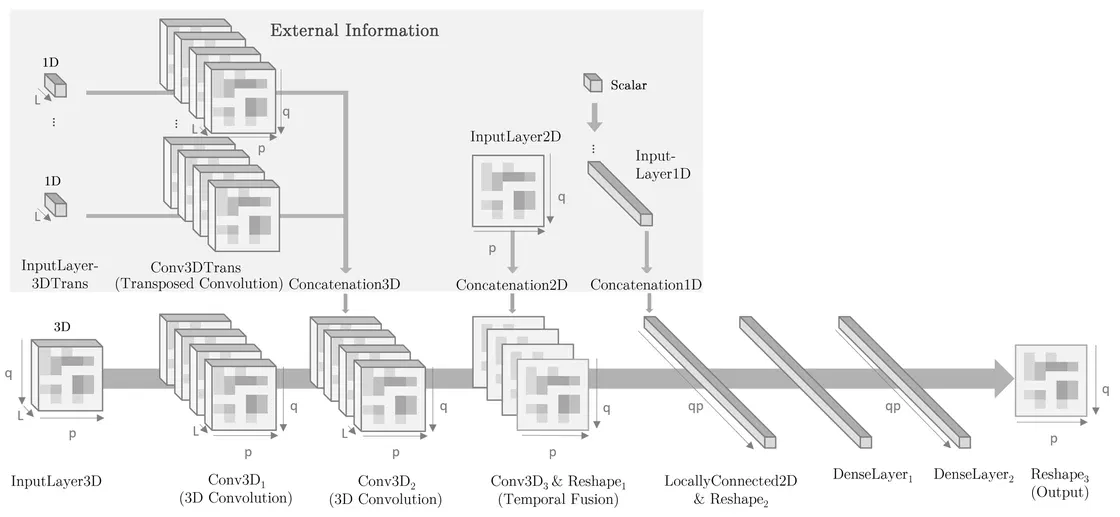 External Information
1D
L
...
L
q
p
1D
L
...
InputLayer-
3DTrans
Conv3DTrans
(Transposed Convolution)
Concatenation3D
InputLayer2D
q
p
Concatenation2D
Scalar
...
Input-
Layer1D
Concatenation1D
3D
q
L
p
InputLayer3D
L
q
p
Conv3D1
(3D Convolution)
L
q
p
Conv3D2
(3D Convolution)
q
p
Conv3D3 & Reshape1
(Temporal Fusion)
qp
LocallyConnected2D
& Reshape2
DenseLayer1
qp
DenseLayer2
q
p
Reshape3
(Output)